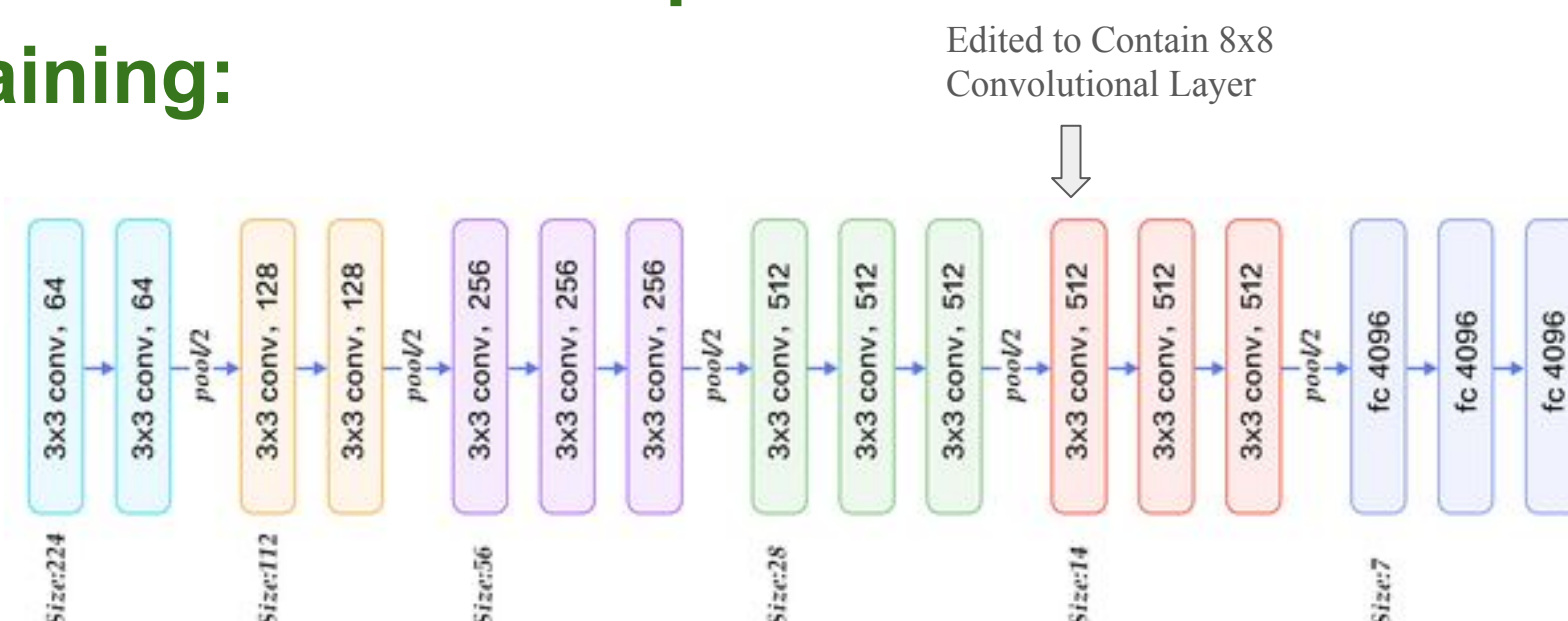 aining:
Edited to Contain 8x8
Convolutional Layer
3x3 conv, 64
3x3 conv, 64
pool/2
3x3 conv, 128
3x3 conv, 128
pool/2
3x3 conv, 256
3x3 conv, 256
3x3 conv, 256
pool/2
3x3 conv, 512
3x3 conv, 512
3x3 conv, 512
pool/2
3x3 conv, 512
3x3 conv, 512
3x3 conv, 512
pool/2
fc 4096
fc 4096
fc 4096
Size:224
Size:112
Size:56
Size:28
Size:14
Size:7